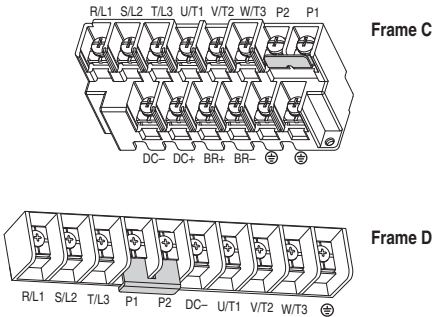 R/L1 S/L2 T/L3 U/T1 V/T2 W/T3 P2 P1
Frame C
DC– DC+ BR+ BR–
Frame D
R/L1 S/L2 T/L3 P1 P2 DC– U/T1 V/T2 W/T3